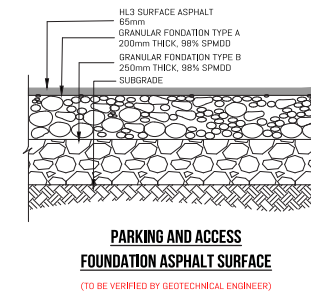 HL3 SURFACE ASPHALT
65mm
GRANULAR FONDATION TYPE A
200mm THICK, 98% SPMDD
GRANULAR FONDATION TYPE B
250mm THICK, 98% SPMDD
SUBGRADE
PARKING AND ACCESS
FOUNDATION ASPHALT SURFACE
(TO BE VERIFIED BY GEOTECHNICAL ENGINEER)